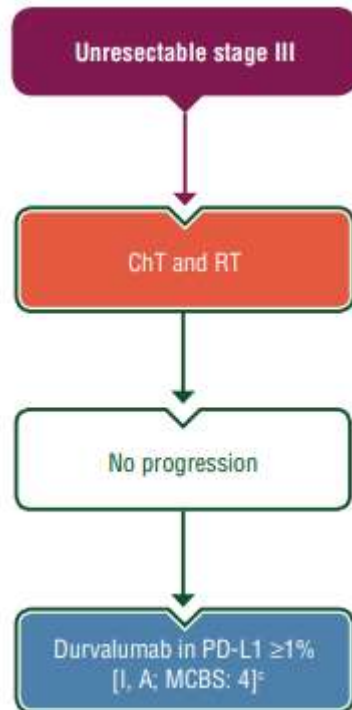 Unresectable stage III
ChT and RT
No progression
Durvalumab in PD-L1 ≥1%
[I, A; MCBS: 4]ᶜ